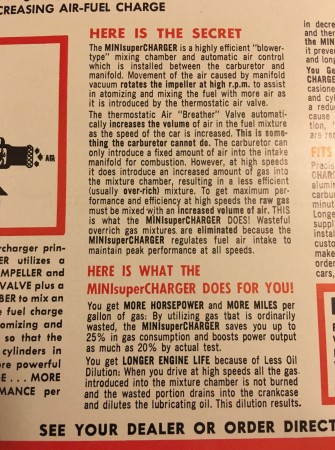 CREASING AIR-FUEL CHARGE
AIR
rcharger prin-
ER utilizes a
MPELLER and
VALVE plus a
BER to mix an
e fuel charge
omizing and
so that the
cylinders in
re powerful
E . . . MORE
MANCE per
HERE IS THE SECRET
The MINIsuperCHARGER is a highly efficient "blower-
type" mixing chamber and automatic air control
which is installed between the carburetor and
manifold. Movement of the air caused by manifold
vacuum rotates the impeller at high r.p.m. to assist
in atomizing and mixing the fuel with more air as
it is introduced by the thermostatic air valve.
The thermostatic Air "Breather" Valve automati-
cally increases the volume of air in the fuel mixture
as the speed of the car is increased. This is some-
thing the carburetor cannot do. The carburetor can
only introduce a fixed amount of air into the intake
manifold for combustion. However, at high speeds
it does introduce an increased amount of gas into
the mixture chamber, resulting in a less efficient
(usually over-rich) mixture. To get maximum per-
formance and efficiency at high speeds the raw gas
must be mixed with an increased volume of air. THIS
is what the MINIsuperCHARGER DOES! Wasteful
overrich gas mixtures are eliminated because the
MINIsuperCHARGER regulates fuel air intake to
maintain peak performance at all speeds.
HERE IS WHAT THE
MINIsuperCHARGER DOES FOR YOU!
You get MORE HORSEPOWER and MORE MILES per
gallon of gas: By utilizing gas that is ordinarily
wasted, the MINIsuperCHARGER saves you up to
25% in gas consumption and boosts power output
as much as 20% by actual test.
You get LONGER ENGINE LIFE because of Less Oil
Dilution: When you drive at high speeds all the gas
introduced into the mixture chamber is not burned
and the wasted portion drains into the crankcase
and dilutes the lubricating oil. This dilution results.
in decre
and ther
the MIN
it preve
and long
You Ge
CHARG
casione
and cyl
a reduc
tion, "
are res
FITS
Precis
CHAR
alumin
carbu
minut
Longe
suppl
instal
custo
make
order
cars,
SEE YOUR DEALER OR ORDER DIRECT